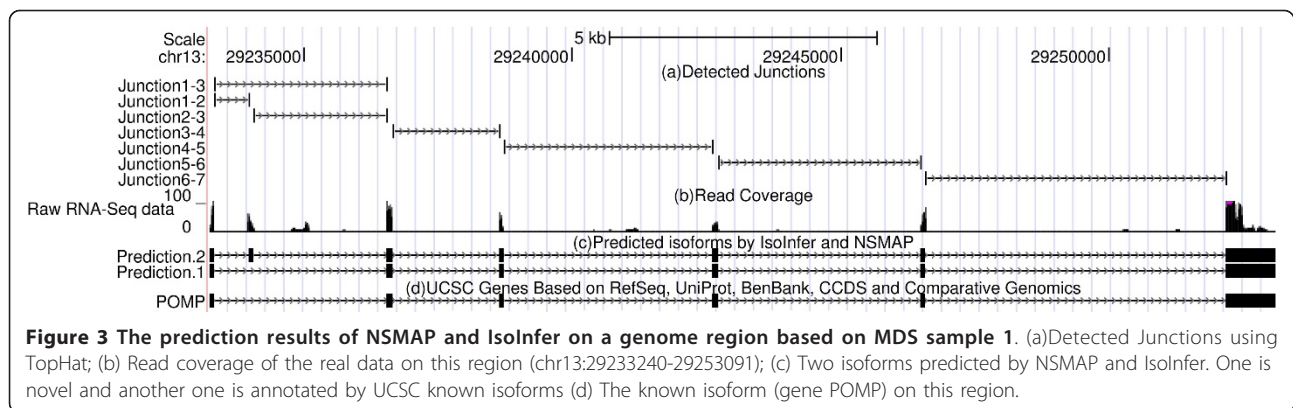 Scale 5 kb
chr13: 29235000 29240000 29245000 29250000
(a)Detected Junctions
Junction1-3
Junction1-2
Junction2-3
Junction3-4
Junction4-5
Junction5-6
Junction6-7
(b)Read Coverage
100
Raw RNA-Seq data
0
(c)Predicted isoforms by IsoInfer and NSMAP
Prediction.2
Prediction.1
(d)UCSC Genes Based on RefSeq, UniProt, BenBank, CCDS and Comparative Genomics
POMP
Figure 3 The prediction results of NSMAP and IsoInfer on a genome region based on MDS sample 1. (a)Detected Junctions using
TopHat; (b) Read coverage of the real data on this region (chr13:29233240-29253091); (c) Two isoforms predicted by NSMAP and IsoInfer. One is
novel and another one is annotated by UCSC known isoforms (d) The known isoform (gene POMP) on this region.